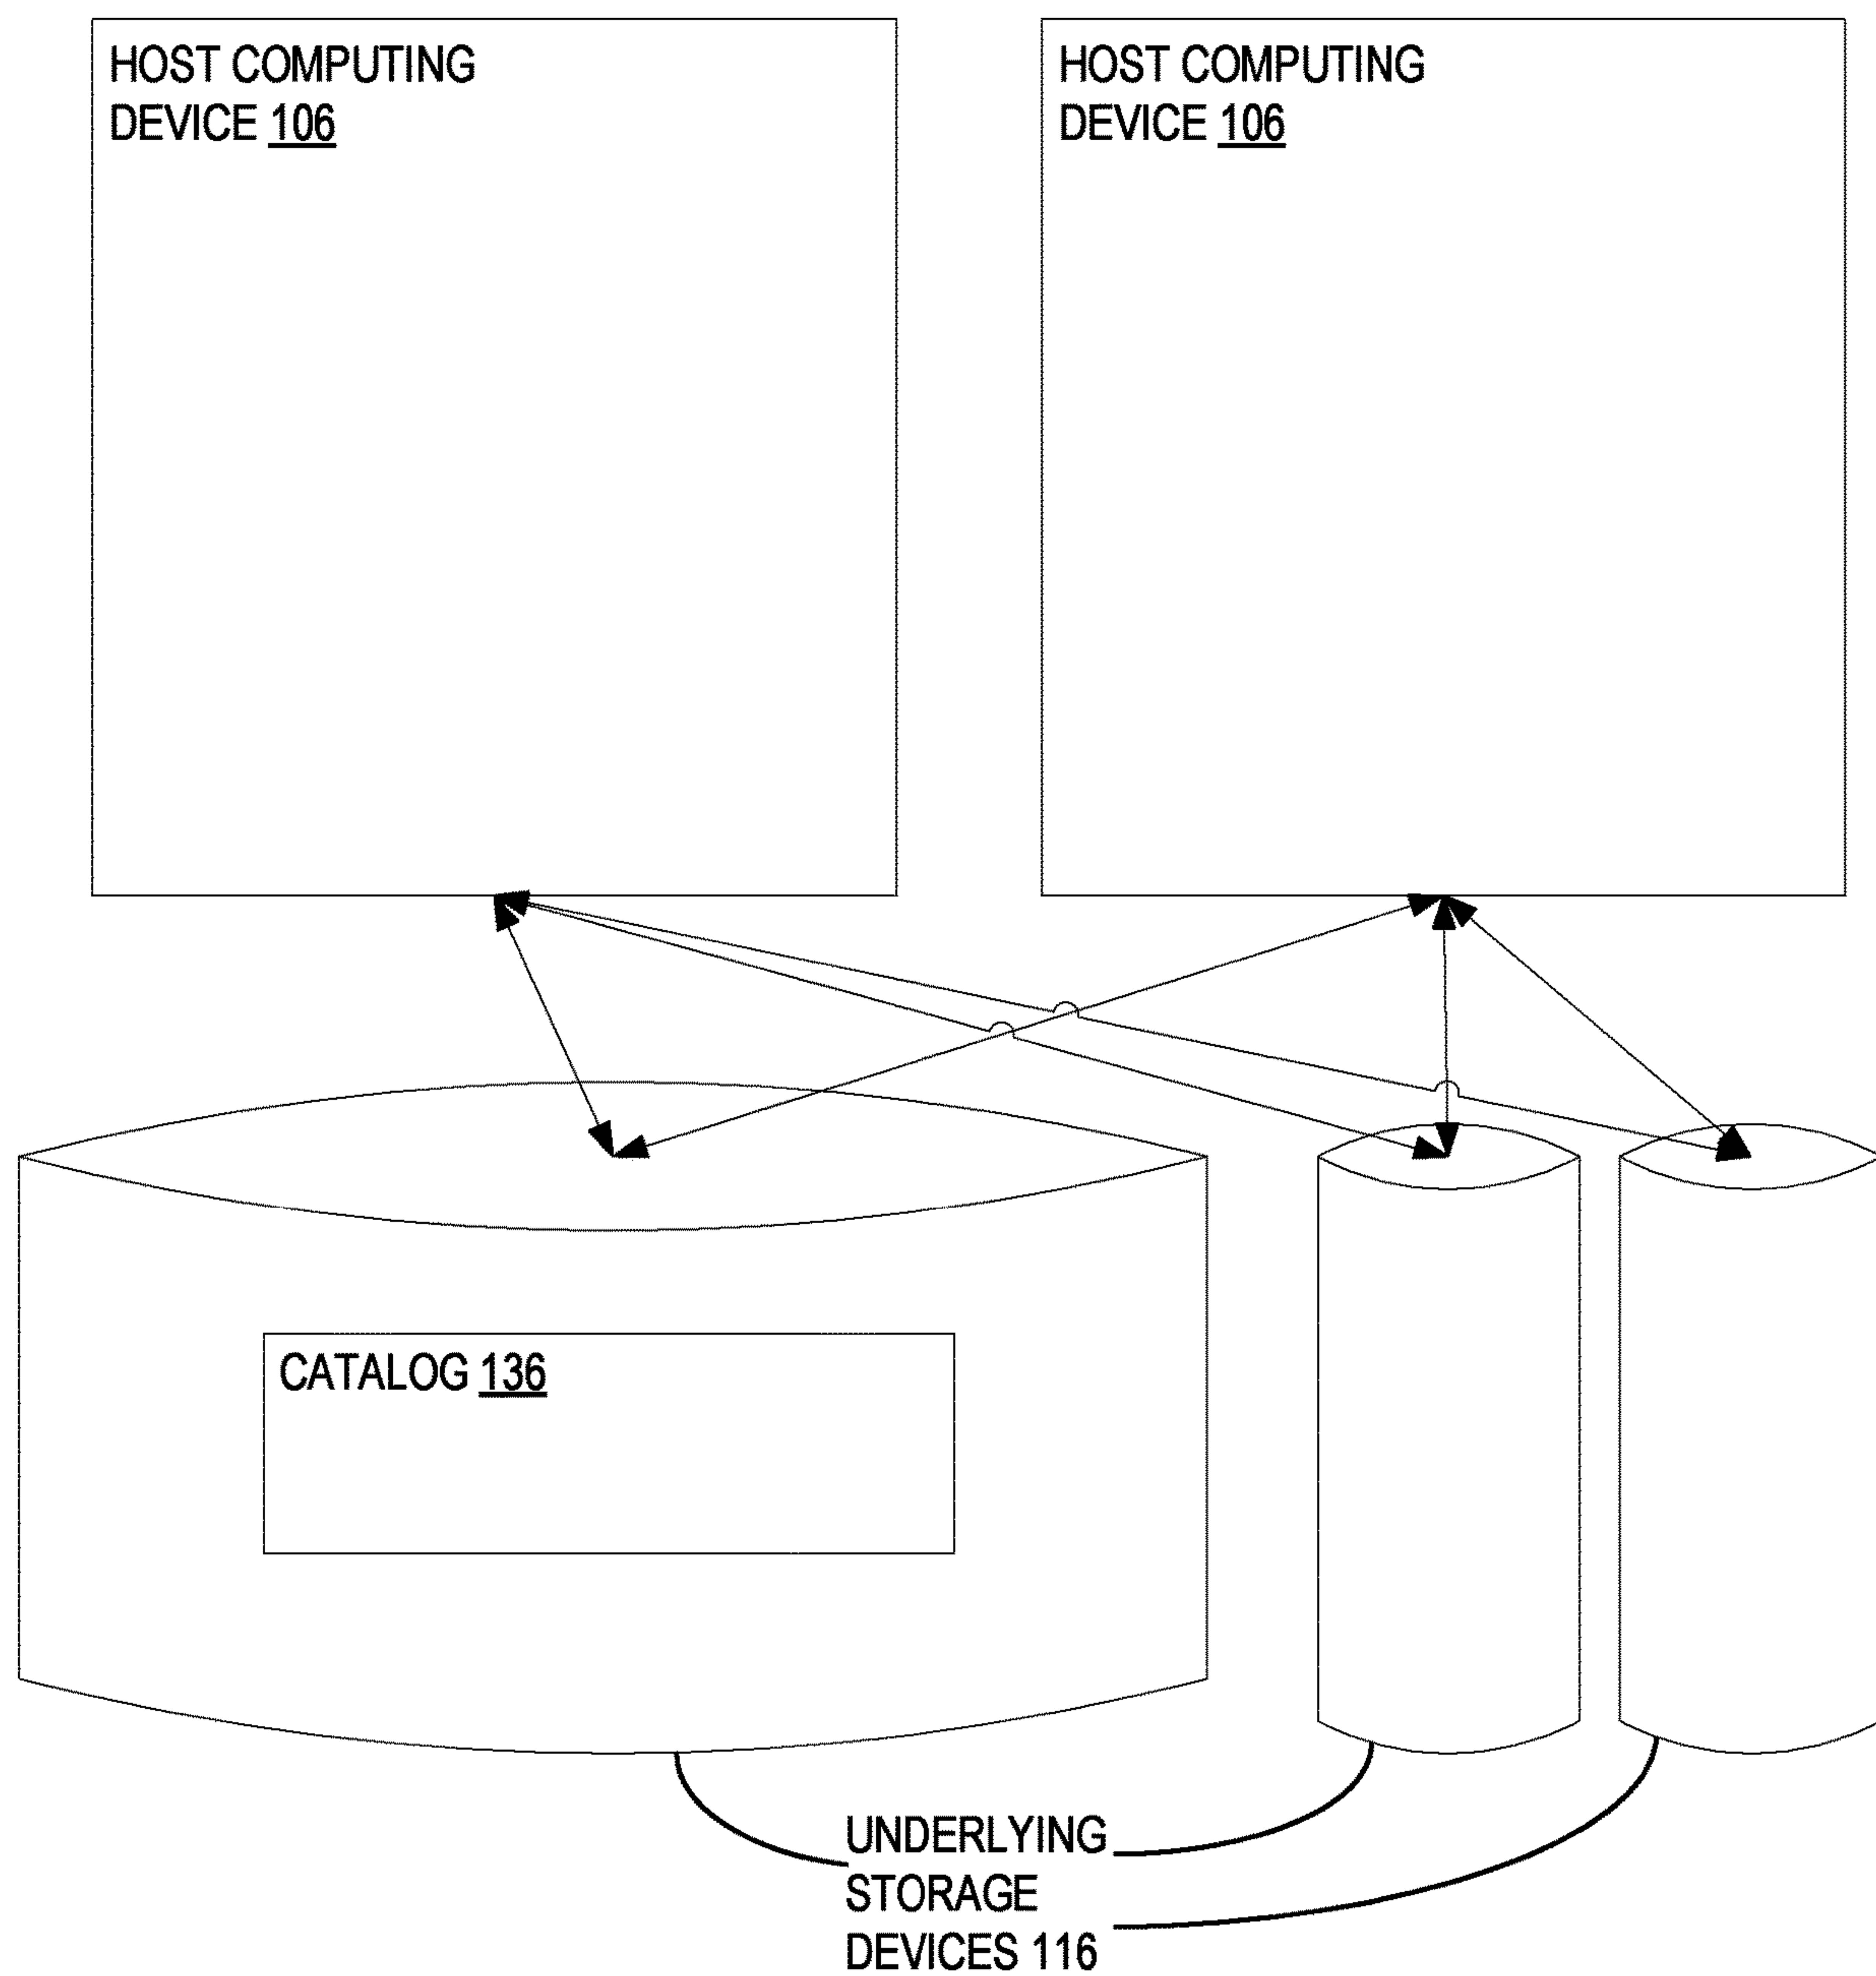 HOST COMPUTING
DEVICE 106
HOST COMPUTING
DEVICE 106
CATALOG 136
UNDERLYING
STORAGE
DEVICES 116